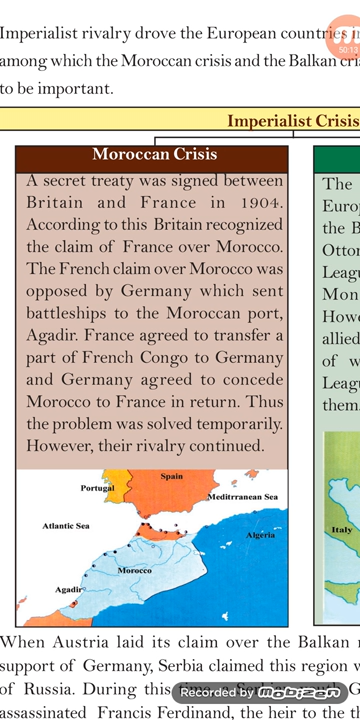 Imperialist rivalry drove the European countries
50:13
among which the Moroccan crisis and the Balkan
to be important.
Imperialist Crisis
Moroccan Crisis
A secret treaty was signed between
Britain and France in 1904.
According to this Britain recognized
the claim of France over Morocco.
The French claim over Morocco was
opposed by Germany which sent
battleships to the Moroccan port,
Agadir. France agreed to transfer a
part of French Congo to Germany
and Germany agreed to concede
Morocco to France in return. Thus
the problem was solved temporarily.
However, their rivalry continued.
The
Europ
the B
Ottor
Leagu
Mon
Howe
allied
of w
Leagu
them.
Spain
Portugal
Meditrranean Sea
Atlantic Sea
Algeria
Morocco
Agadir
Italy
When Austria laid its claim over the Balkan
support of Germany, Serbia claimed this region
of Russia. During this
Recorded by mobizen
assassinated Francis Ferdinand, the heir to the